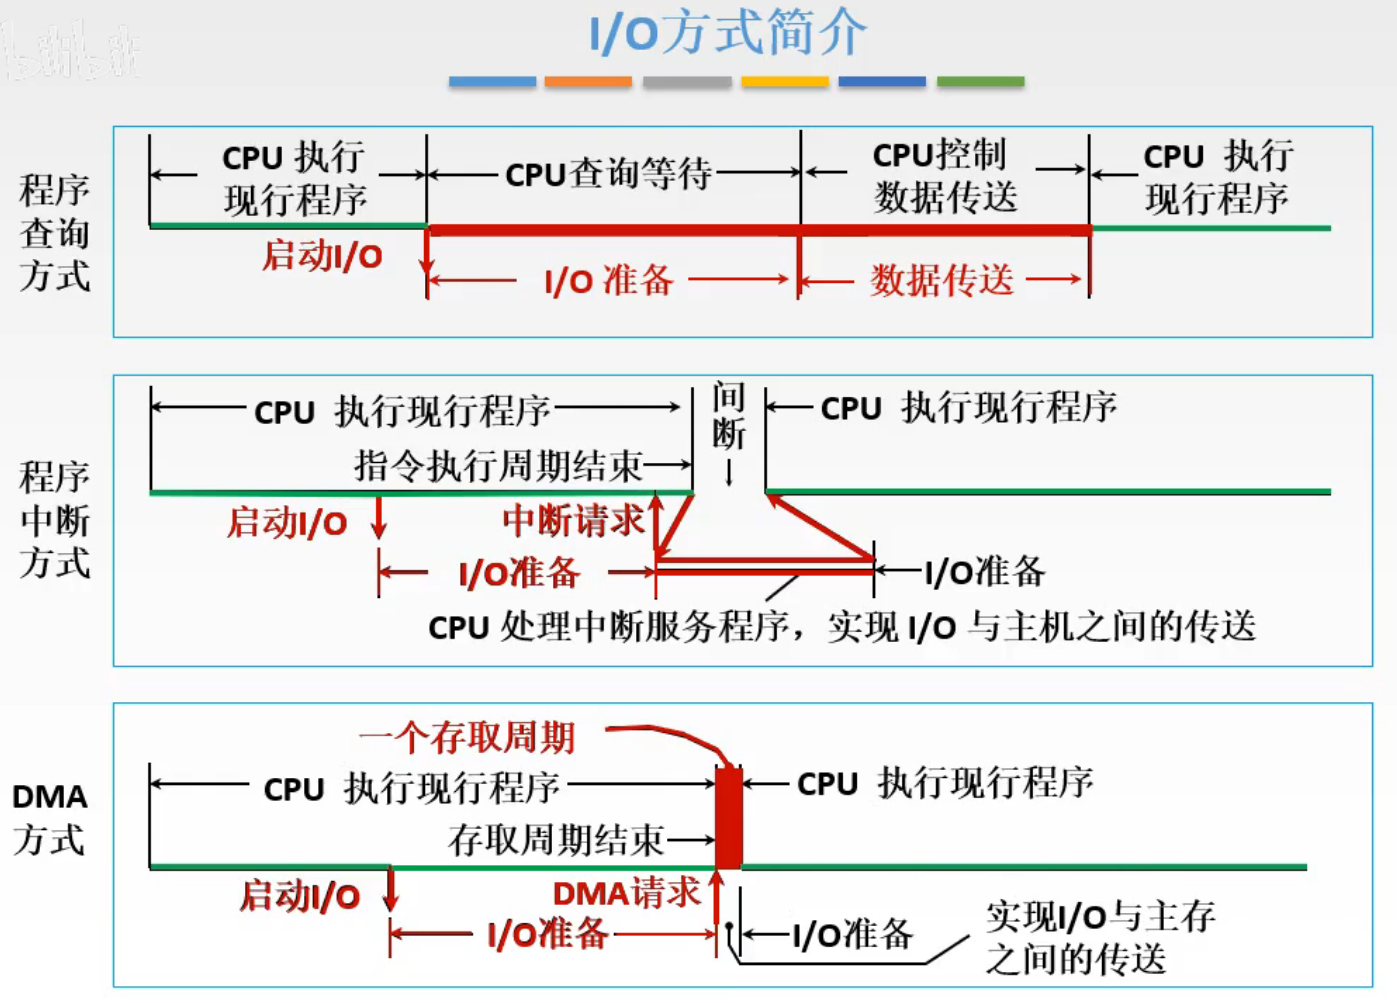 bilibili
I/O方式简介
程序
查询
方式
CPU 执行
现行程序
CPU查询等待
CPU控制
数据传送
CPU 执行
现行程序
启动I/O
I/O 准备
数据传送
程序
中断
方式
CPU 执行现行程序
间
断
CPU 执行现行程序
指令执行周期结束
启动I/O
中断请求
I/O准备
I/O准备
CPU 处理中断服务程序，实现 I/O 与主机之间的传送
DMA
方式
一个存取周期
CPU 执行现行程序
CPU 执行现行程序
存取周期结束
启动I/O
DMA请求
I/O准备
I/O准备
实现I/O与主存
之间的传送